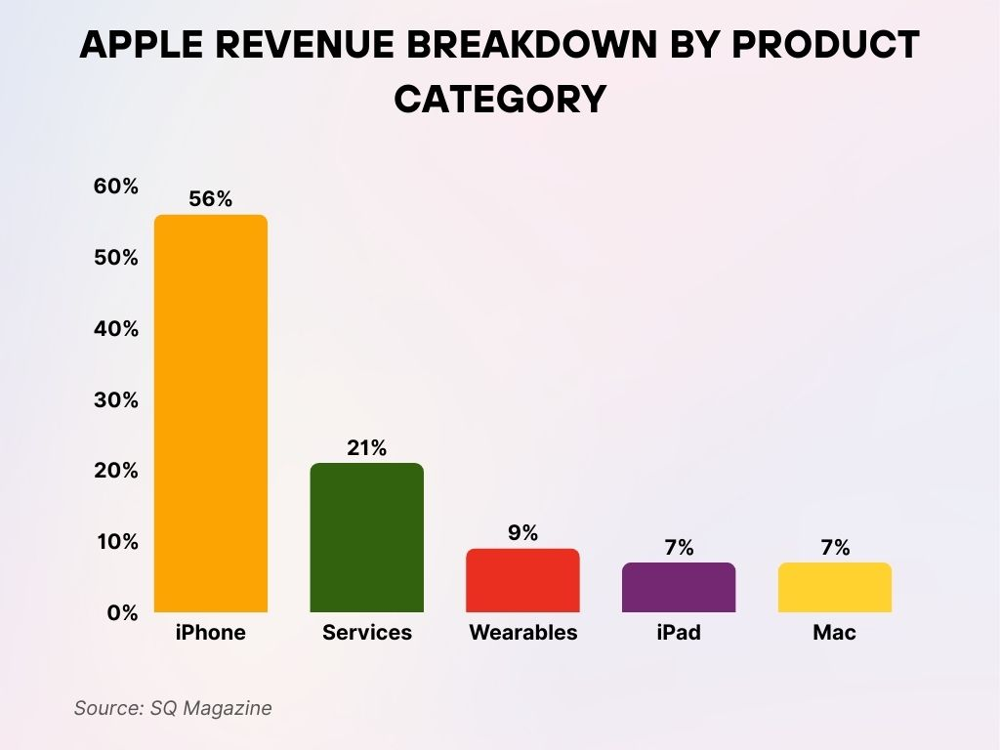 APPLE REVENUE BREAKDOWN BY PRODUCT
CATEGORY
60%
56%
50%
40%
30%
21%
20%
9%
10%
7%
7%
0%
iPhone
Services
Wearables
iPad
Mac
Source: SQ Magazine